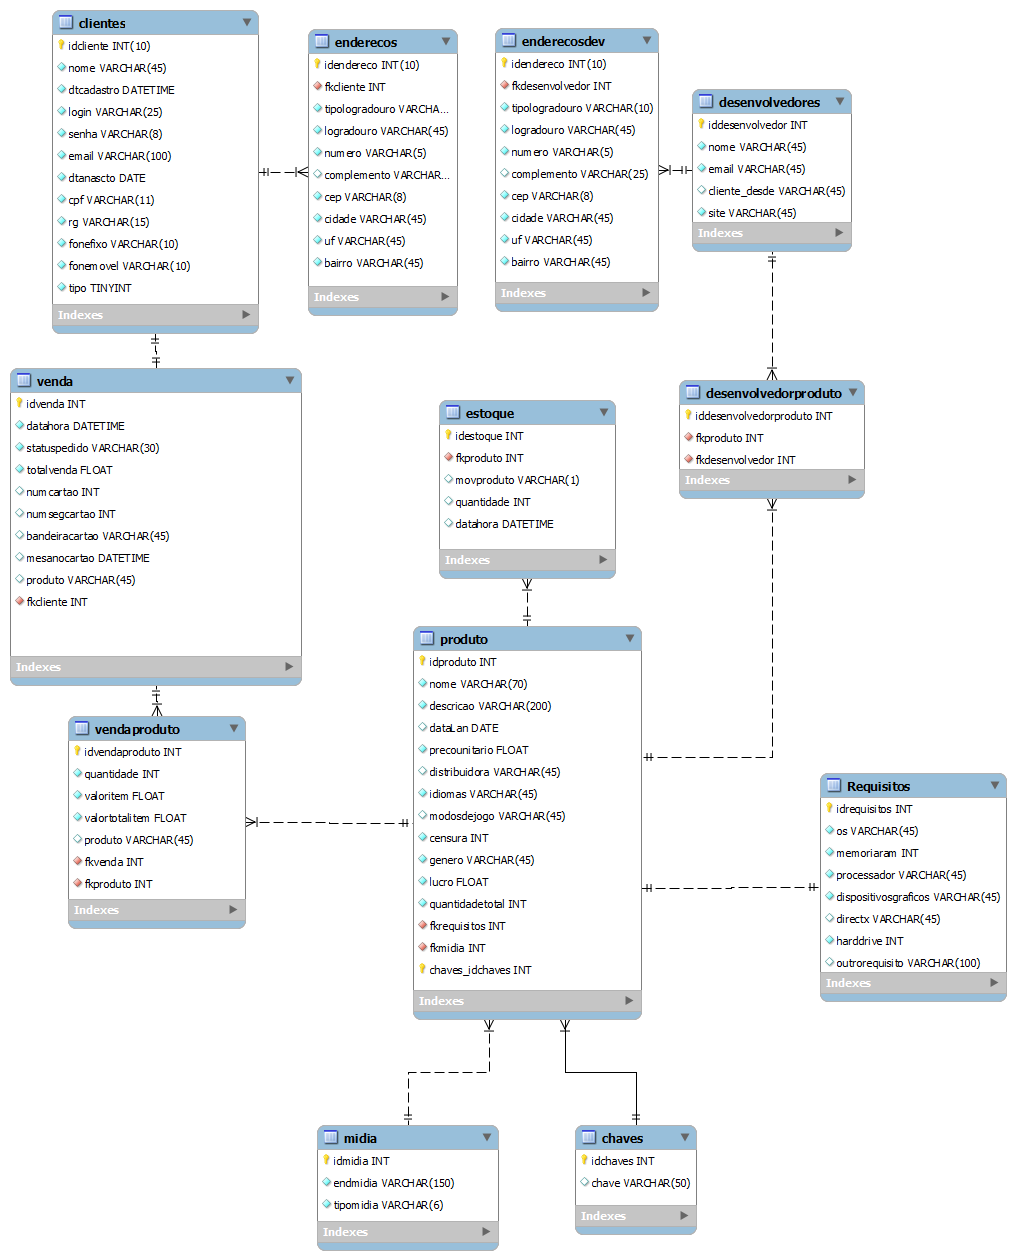 clientes
idcliente INT(10)
nome VARCHAR(45)
dtcadastro DATETIME
login VARCHAR(25)
senha VARCHAR(8)
email VARCHAR(100)
dtanascto DATE
cpf VARCHAR(11)
rg VARCHAR(15)
fonefixo VARCHAR(10)
fonemovel VARCHAR(10)
tipo TINYINT
Indexes
enderecos
idendereco INT(10)
fkcliente INT
tipologradouro VARCHA...
logradouro VARCHAR(45)
numero VARCHAR(5)
complemento VARCHAR...
cep VARCHAR(8)
cidade VARCHAR(45)
uf VARCHAR(45)
bairro VARCHAR(45)
Indexes
enderecosdev
idendereco INT(10)
fkdesenvolvedor INT
tipologradouro VARCHAR(10)
logradouro VARCHAR(45)
numero VARCHAR(5)
complemento VARCHAR(25)
cep VARCHAR(8)
cidade VARCHAR(45)
uf VARCHAR(45)
bairro VARCHAR(45)
Indexes
desenvolvedores
iddesenvolvedor INT
nome VARCHAR(45)
email VARCHAR(45)
cliente_desde VARCHAR(45)
site VARCHAR(45)
Indexes
venda
idvenda INT
datahora DATETIME
statuspedido VARCHAR(30)
totalvenda FLOAT
numcartao INT
numsegcartao INT
bandeiracartao VARCHAR(45)
mesanocartao DATETIME
produto VARCHAR(45)
fkcliente INT
Indexes
estoque
idestoque INT
fkproduto INT
movproduto VARCHAR(1)
quantidade INT
datahora DATETIME
Indexes
desenvolvedorproduto
iddesenvolvedorproduto INT
fkproduto INT
fkdesenvolvedor INT
Indexes
vendaproduto
idvendaproduto INT
quantidade INT
valoritem FLOAT
valortotalitem FLOAT
produto VARCHAR(45)
fkvenda INT
fkproduto INT
Indexes
produto
idproduto INT
nome VARCHAR(70)
descricao VARCHAR(200)
dataLan DATE
precounitario FLOAT
distribuidora VARCHAR(45)
idiomas VARCHAR(45)
modosdejogo VARCHAR(45)
censura INT
genero VARCHAR(45)
lucro FLOAT
quantidadetotal INT
fkrequisitos INT
fkmidia INT
chaves_idchaves INT
Indexes
Requisitos
idrequisitos INT
os VARCHAR(45)
memoriaram INT
processador VARCHAR(45)
dispositivosgraficos VARCHAR(45)
directx VARCHAR(45)
harddrive INT
outrorequisito VARCHAR(100)
Indexes
midia
idmidia INT
endmidia VARCHAR(150)
tipomidia VARCHAR(6)
Indexes
chaves
idchaves INT
chave VARCHAR(50)
Indexes